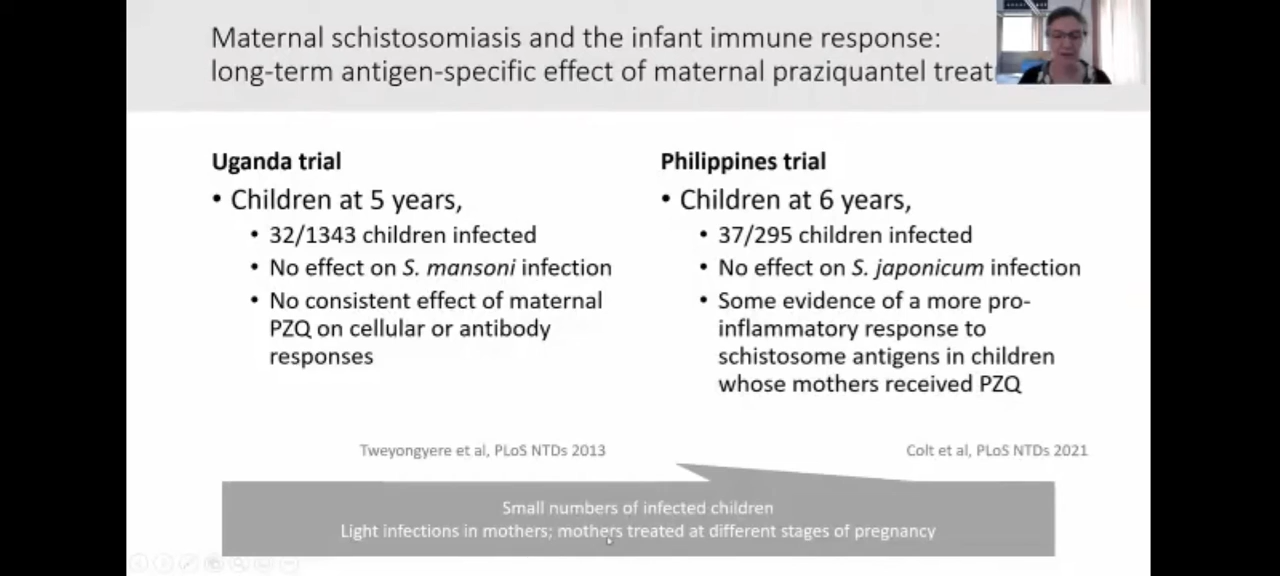 Maternal schistosomiasis and the infant immune response:
long-term antigen-specific effect of maternal praziquantel treat
Uganda trial
• Children at 5 years,
• 32/1343 children infected
• No effect on S. mansoni infection
• No consistent effect of maternal
PZQ on cellular or antibody
responses
Tweyongyere et al, PLoS NTDs 2013
Philippines trial
• Children at 6 years,
• 37/295 children infected
• No effect on S. japonicum infection
• Some evidence of a more pro-
inflammatory response to
schistosome antigens in children
whose mothers received PZQ
Colt et al, PLoS NTDs 2021
Small numbers of infected children
Light infections in mothers; mothers treated at different stages of pregnancy